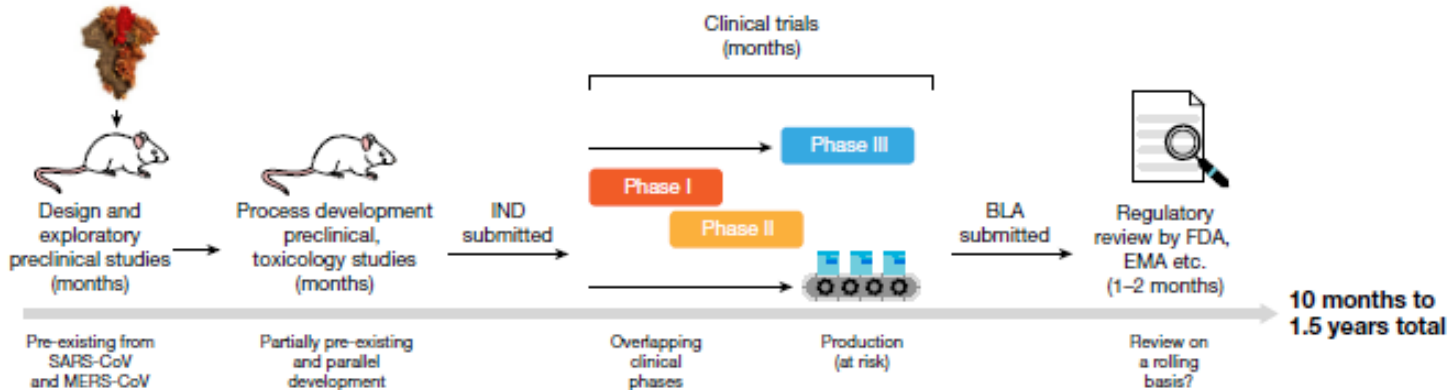 Clinical trials
(months)
Phase III
Phase I
Phase II
Design and
exploratory
preclinical studies
(months)
Process development
preclinical,
toxicology studies
(months)
IND
submitted
BLA
submitted
Regulatory
review by FDA,
EMA etc.
(1–2 months)
10 months to
1.5 years total
Pre-existing from
SARS-CoV
and MERS-CoV
Partially pre-existing
and parallel
development
Overlapping
clinical
phases
Production
(at risk)
Review on
a rolling
basis?